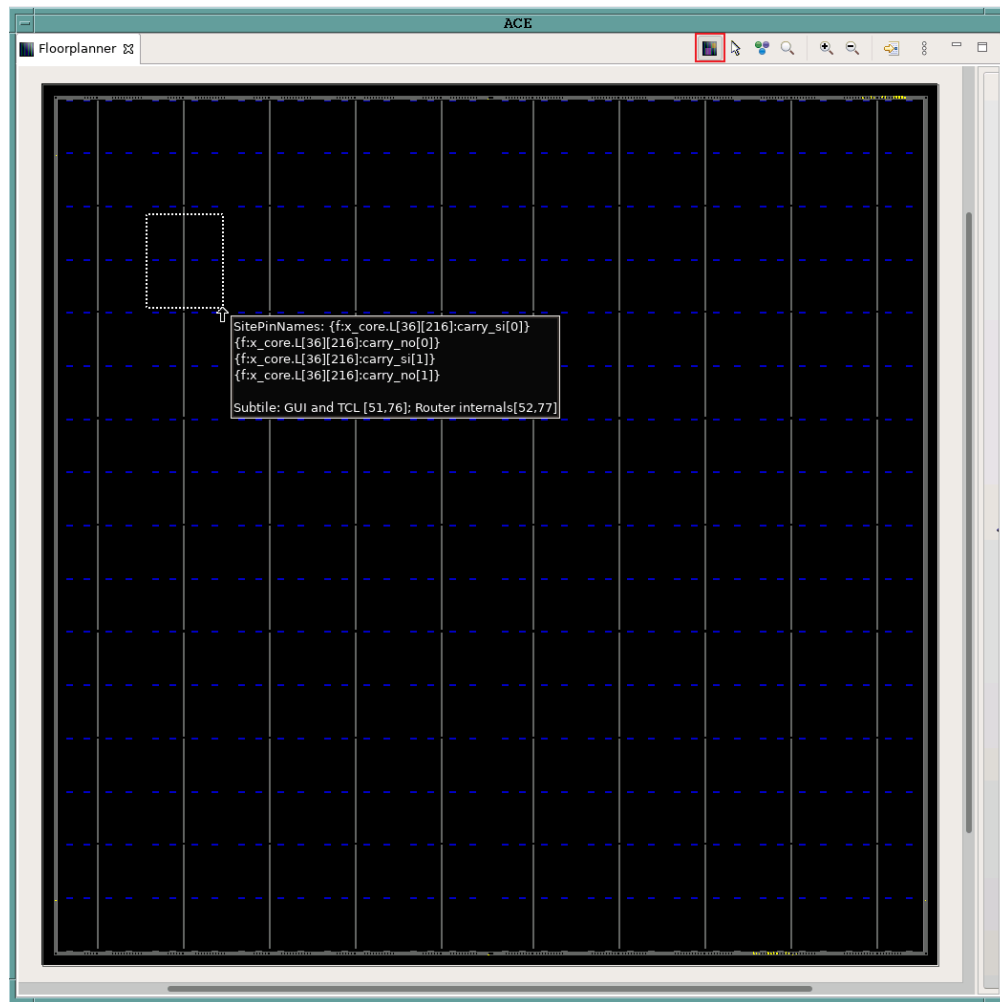 ACE
Floorplanner
SitePinNames: {f:x_core.L[36][216]:carry_si[0]}
{f:x_core.L[36][216]:carry_no[0]}
{f:x_core.L[36][216]:carry_si[1]}
{f:x_core.L[36][216]:carry_no[1]}
Subtile: GUI and TCL [51,76]; Router internals[52,77]